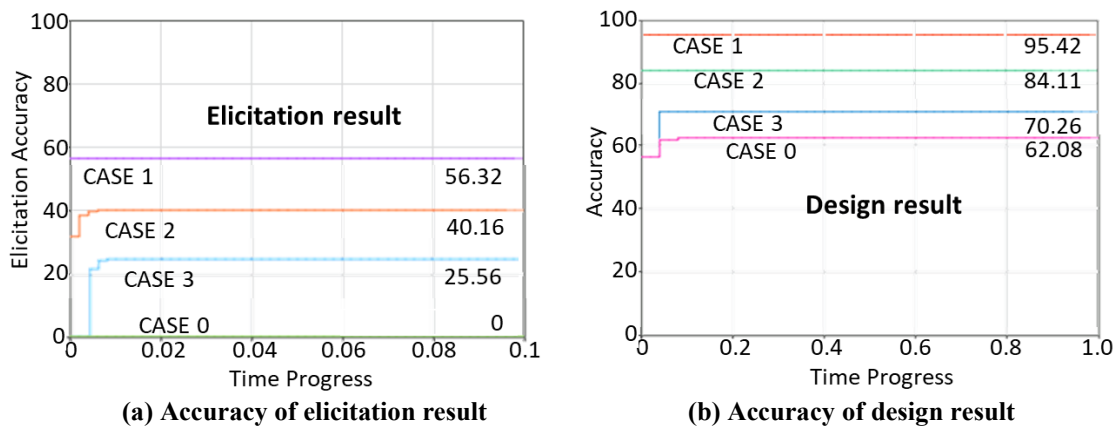 100
80
60
40
20
0
Elicitation Accuracy
Elicitation result
CASE 1
56.32
CASE 2
40.16
CASE 3
25.56
CASE 0
0
0
0.02
0.04
0.06
0.08
0.1
Time Progress
(a) Accuracy of elicitation result
100
80
60
40
20
0
Accuracy
CASE 1
95.42
CASE 2
84.11
CASE 3
70.26
CASE 0
62.08
Design result
0
0.2
0.4
0.6
0.8
1.0
Time Progress
(b) Accuracy of design result